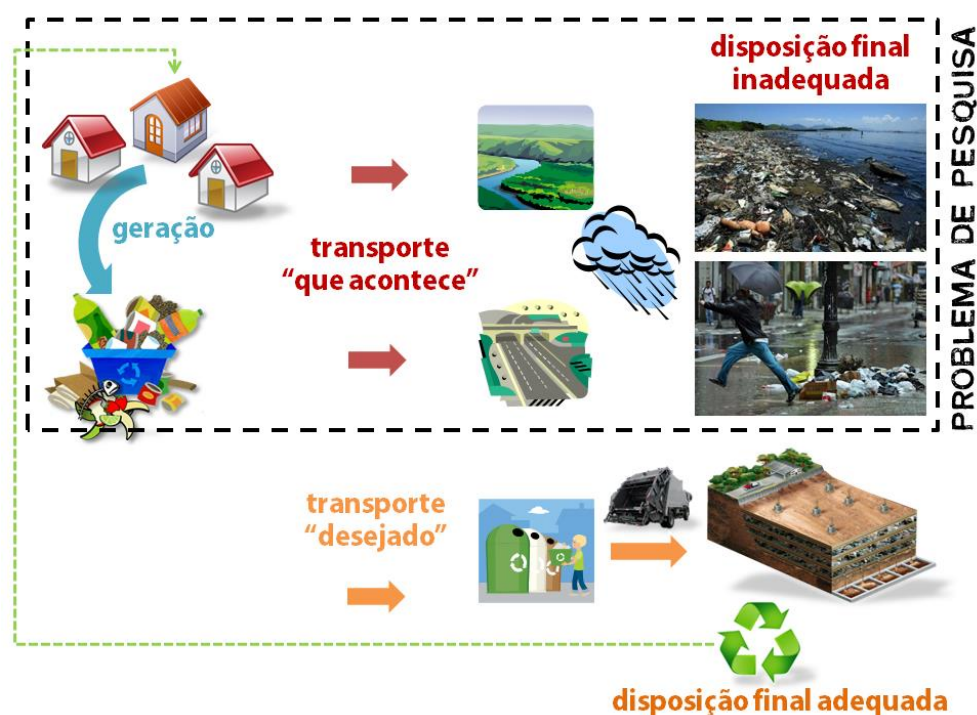 disposição final
inadequada
PROBLEMA DE PESQUISA
geração
transporte
“que acontece”
transporte
“desejado”
disposição final adequada